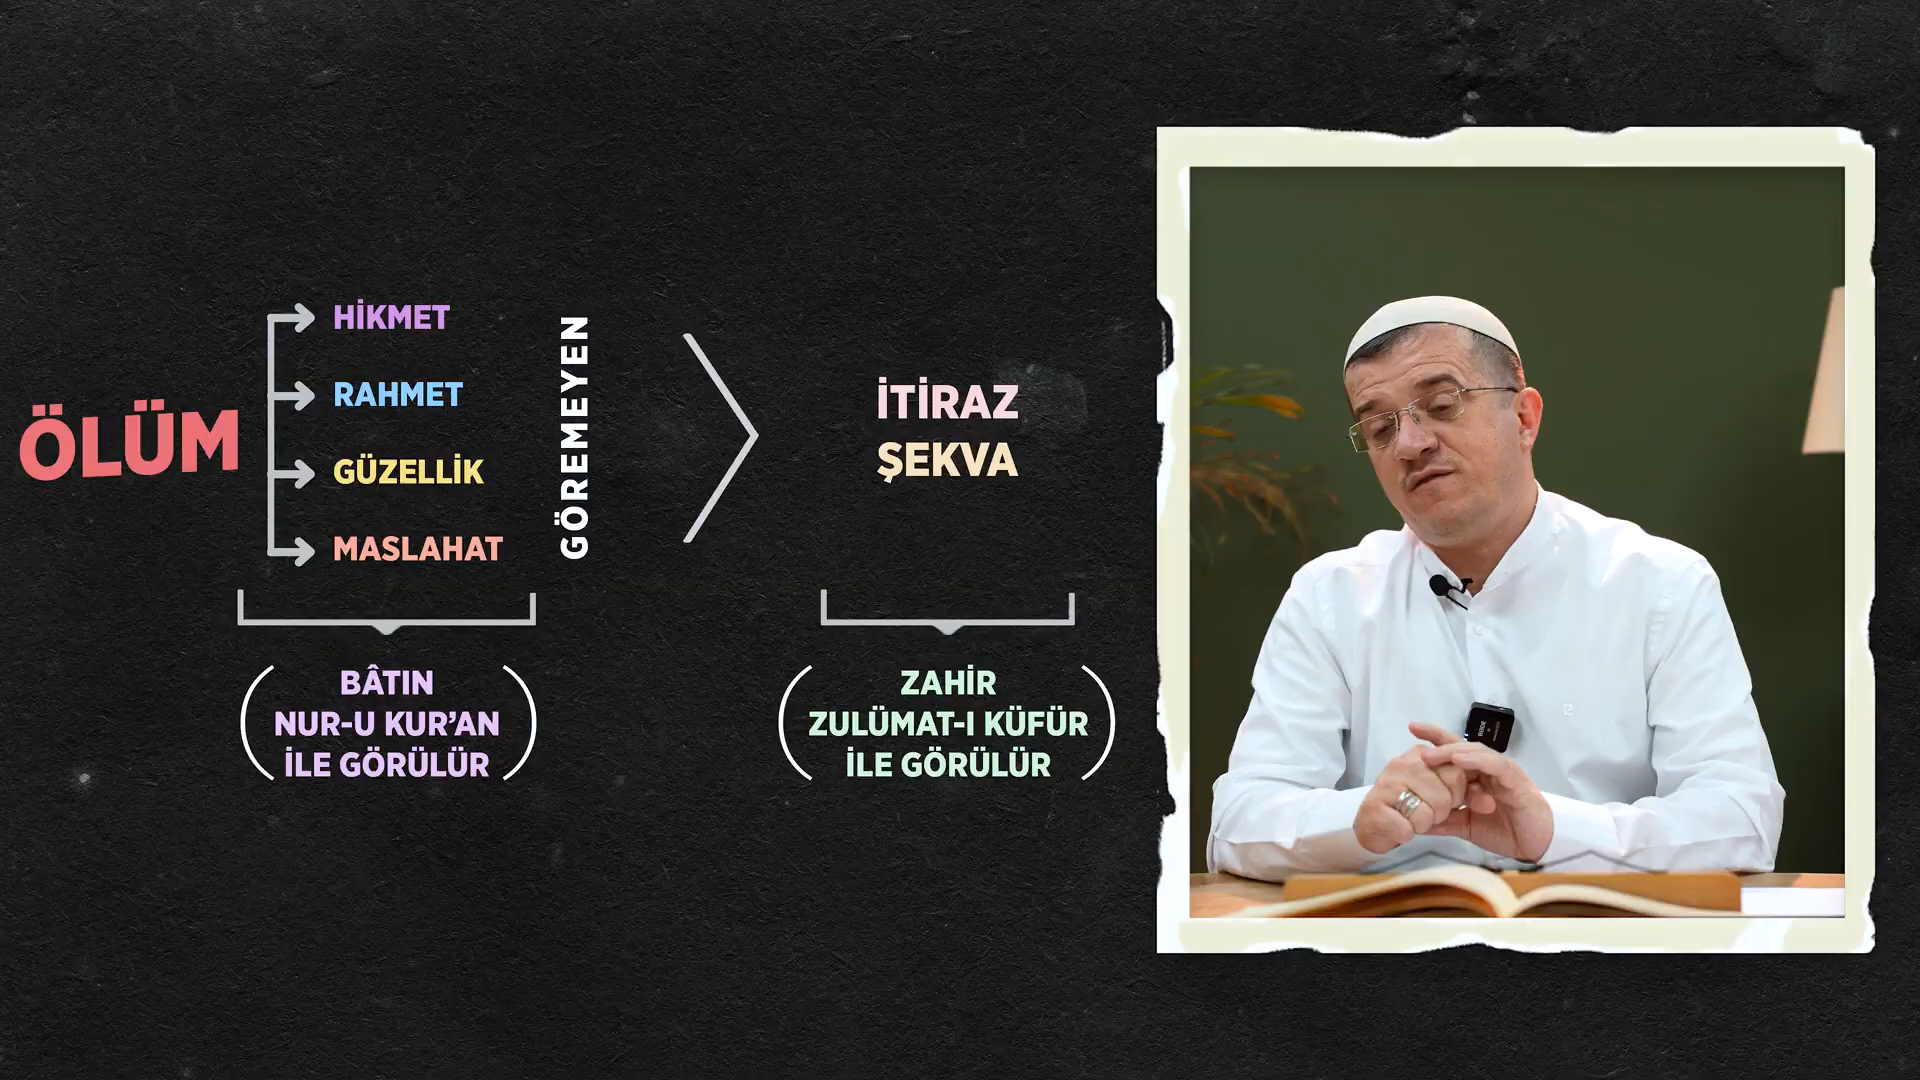 ÖLÜM
HİKMET
RAHMET
GÜZELLİK
MASLAHAT
GÖREMEYEN
İTİRAZ
ŞEKVA
BÂTIN
NUR-U KUR’AN
İLE GÖRÜLÜR
ZAHİR
ZULÜMAT-I KÜFÜR
İLE GÖRÜLÜR